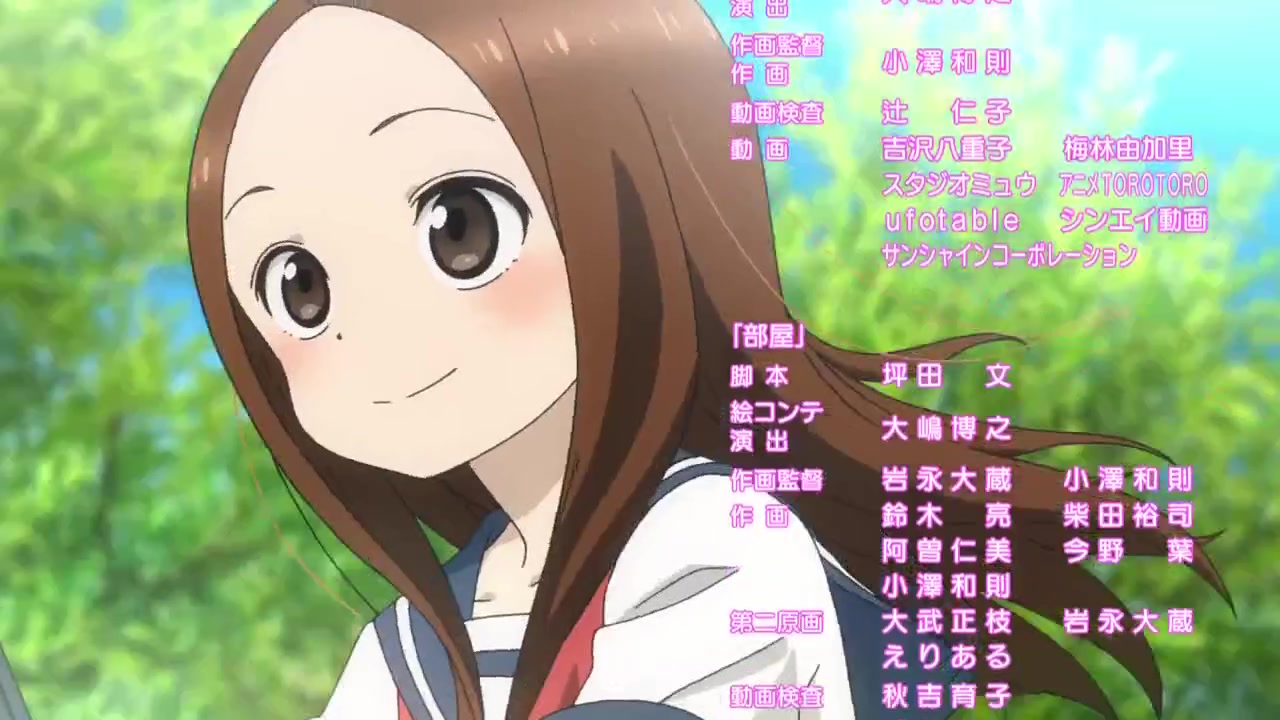 演出
作画監督
作画 小澤和則
動画検査 辻 仁子
動画 吉沢八重子 梅林由加里
スタジオミュウ アニメTOROTORO
ufotable シンエイ動画
サンシャインコーポレーション
「部屋」
脚本 坪田 文
絵コンテ
演出 大嶋博之
作画監督 岩永大蔵 小澤和則
作画 鈴木 亮 柴田裕司
阿曽仁美 今野 葉
小澤和則
第二原画 大武正枝 岩永大蔵
えりある
動画検査 秋吉育子